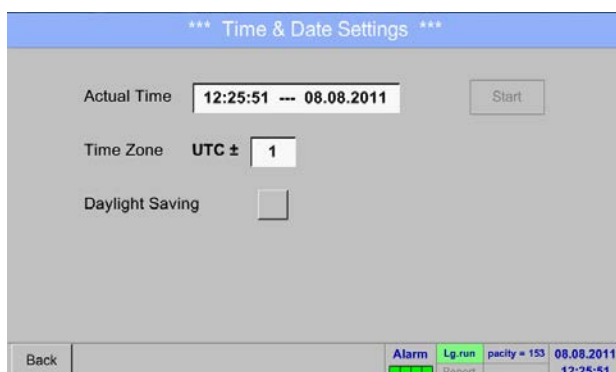 *** Time & Date Settings ***
Actual Time 12:25:51 --- 08.08.2011 Start
Time Zone UTC ± 1
Daylight Saving
Back Alarm Lg.run pacity = 153 08.08.2011
Report 12:25:51